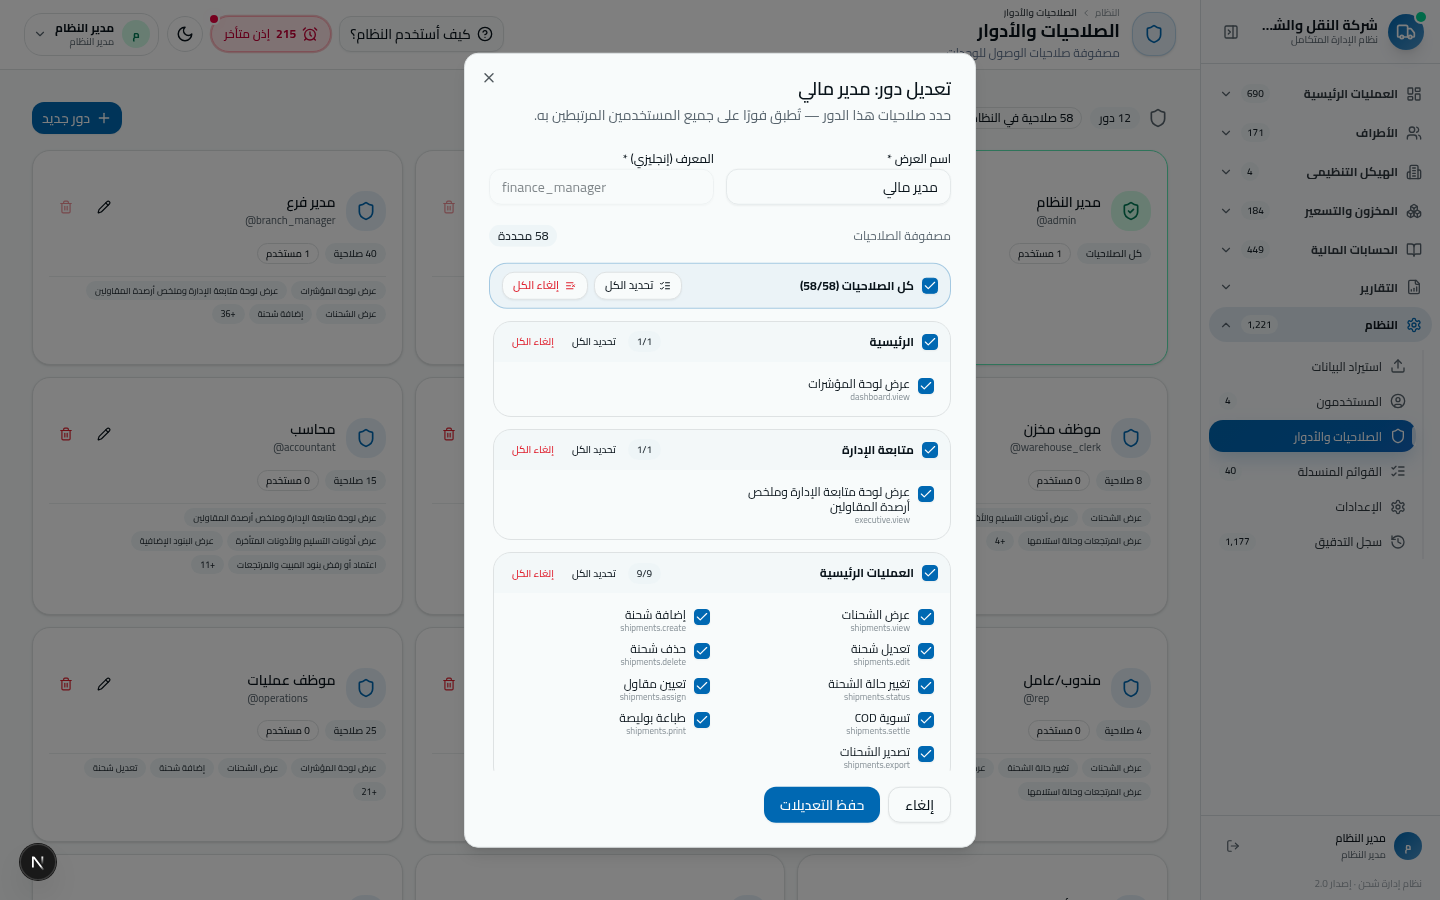 شركة النقل والشـ...
نظام الإدارة المتكامل
العمليات الرئيسية
690
الأطراف
171
الهيكل التنظيمي
4
المخزون والتسعير
184
الحسابات المالية
449
التقارير
النظام
1,221
استيراد البيانات
المستخدمون
4
الصلاحيات والأدوار
القوائم المنسدلة
40
الإعدادات
سجل التدقيق
1,177
م
مدير النظام
مدير النظام
نظام إدارة شحن · إصدار 2.0
النظام
الصلاحيات والأدوار
الصلاحيات والأدوار
مصفوفة صلاحيات الوصول
كيف أستخدم النظام؟
215 إذن متأخر
م
مدير النظام
مدير النظام
12 دور
58 صلاحية في النظام
دور جديد
مدير النظام
@admin
كل الصلاحيات
1 مستخدم
مدير فرع
@branch_manager
40 صلاحية
1 مستخدم
عرض لوحة المؤشرات
عرض لوحة متابعة الإدارة وملخص أرصدة المقاولين
عرض الشحنات
إضافة شحنة
+36
موظف مخزن
@warehouse_clerk
8 صلاحية
0 مستخدم
عرض الشحنات
عرض أذونات التسليم
عرض المرتجعات وحالة استلامها
+4
محاسب
@accountant
15 صلاحية
0 مستخدم
عرض لوحة متابعة الإدارة وملخص أرصدة المقاولين
عرض أذونات التسليم والأذونات المتأخرة
عرض البنود الإضافية
اعتماد أو رفض بنود المبيت والمرتجعات
+11
مندوب/عامل
@rep
4 صلاحية
0 مستخدم
عرض الشحنات
تغيير حالة الشحنة
عرض المرتجعات وحالة استلامها
موظف عمليات
@operations
25 صلاحية
0 مستخدم
عرض لوحة المؤشرات
عرض الشحنات
إضافة شحنة
تعديل شحنة
+21
N
تعديل دور: مدير مالي
حدد صلاحيات هذا الدور — تُطبق فورًا على جميع المستخدمين المرتبطين به.
اسم العرض *
المعرف (إنجليزي) *
مدير مالي
finance_manager
مصفوفة الصلاحيات
58 محددة
كل الصلاحيات (58/58)
تحديد الكل
إلغاء الكل
الرئيسية
1/1
تحديد الكل
إلغاء الكل
عرض لوحة المؤشرات
dashboard.view
متابعة الإدارة
1/1
تحديد الكل
إلغاء الكل
عرض لوحة متابعة الإدارة وملخص
أرصدة المقاولين
executive.view
العمليات الرئيسية
9/9
تحديد الكل
إلغاء الكل
عرض الشحنات
shipments.view
إضافة شحنة
shipments.create
تعديل شحنة
shipments.edit
حذف شحنة
shipments.delete
تغيير حالة الشحنة
shipments.status
تعيين مقاول
shipments.assign
تسوية COD
shipments.settle
طباعة بوليصة
shipments.print
تصدير الشحنات
shipments.export
إلغاء
حفظ التعديلات